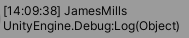 [14:09:38] JamesMills
UnityEngine.Debug:Log(Object)